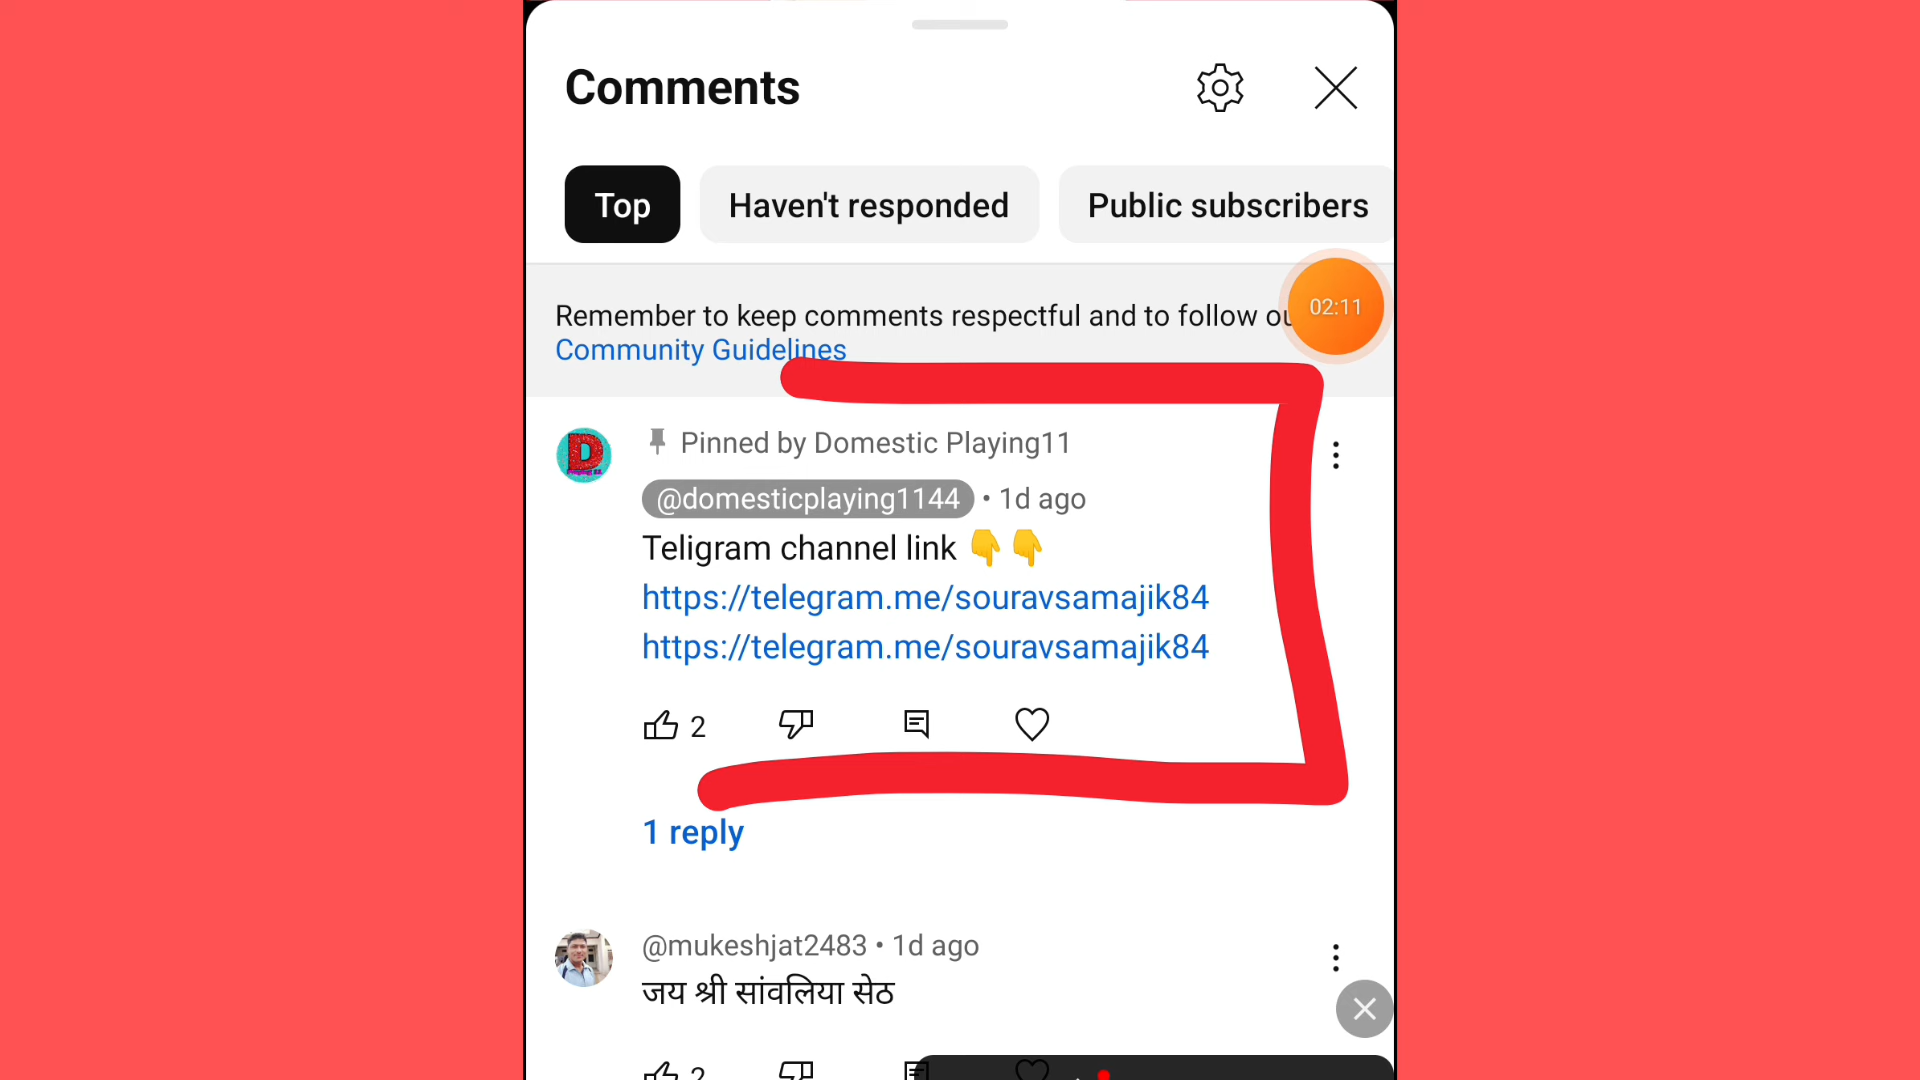 Comments
Top
Haven't responded
Public subscribers
Remember to keep comments respectful and to follow
Community Guidelines
02:11
Pinned by Domestic Playing11
@domesticplaying1144 • 1d ago
Teligram channel link 👇👇
https://telegram.me/souravsamajik84
https://telegram.me/souravsamajik84
2
1 reply
@mukeshjat2483 • 1d ago
जय श्री सांवलिया सेठ
2